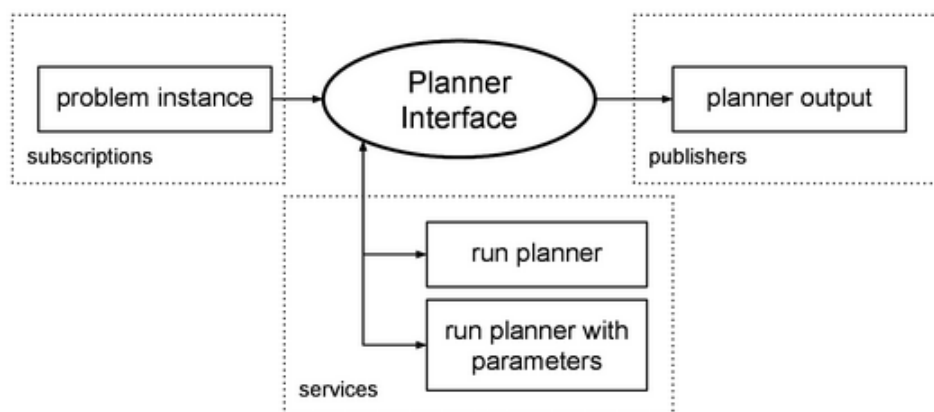 problem instance
subscriptions
Planner
Interface
planner output
publishers
run planner
run planner with
parameters
services